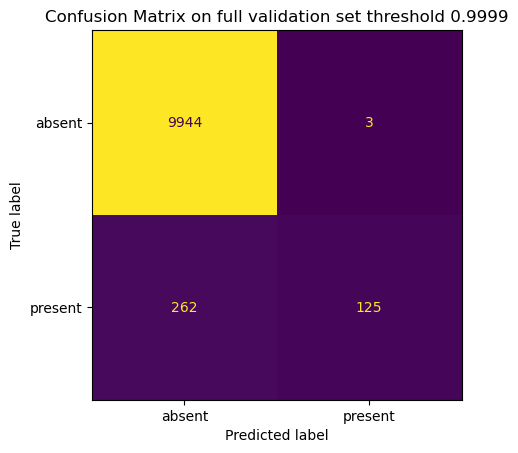 Confusion Matrix on full validation set threshold 0.9999
True label
absent
9944
3
present
262
125
absent
present
Predicted label